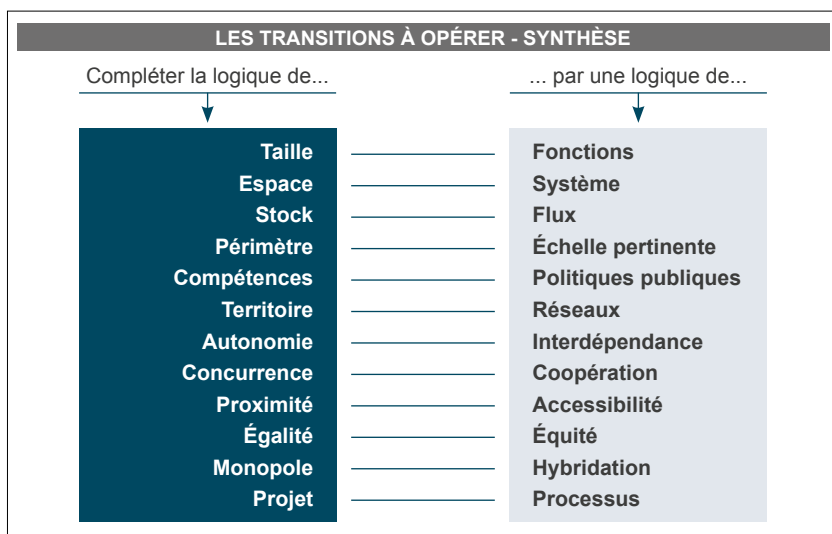 LES TRANSITIONS À OPÉRER - SYNTHÈSE
Compléter la logique de... ... par une logique de...
Taille Fonctions
Espace Système
Stock Flux
Périmètre Échelle pertinente
Compétences Politiques publiques
Territoire Réseaux
Autonomie Interdépendance
Concurrence Coopération
Proximité Accessibilité
Égalité Équité
Monopole Hybridation
Projet Processus